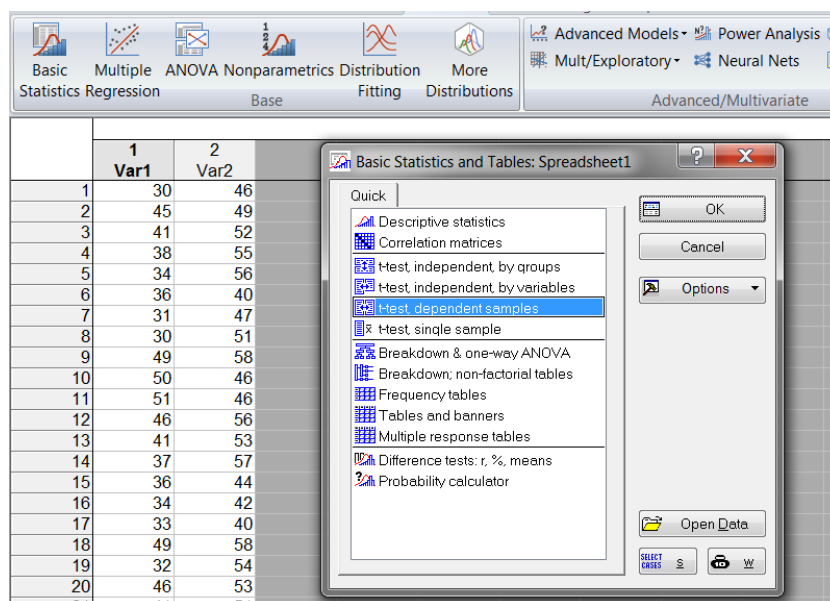 Basic Statistics
Multiple Regression
ANOVA
Nonparametrics
Distribution Fitting
More Distributions
Base
Advanced Models
Power Analysis
Mult/Exploratory
Neural Nets
Advanced/Multivariate
1 2
Var1 Var2
1 30 46
2 45 49
3 41 52
4 38 55
5 34 56
6 36 40
7 31 47
8 30 51
9 49 58
10 50 46
11 51 46
12 46 56
13 41 53
14 37 57
15 36 44
16 34 42
17 33 40
18 49 58
19 32 54
20 46 53
Basic Statistics and Tables: Spreadsheet1
? X
Quick
Descriptive statistics
Correlation matrices
t-test, independent, by groups
t-test, independent, by variables
t-test, dependent samples
t-test, single sample
Breakdown & one-way ANOVA
Breakdown; non-factorial tables
Frequency tables
Tables and banners
Multiple response tables
Difference tests: r, %, means
Probability calculator
OK
Cancel
Options
Open Data
SELECT CASES S
W